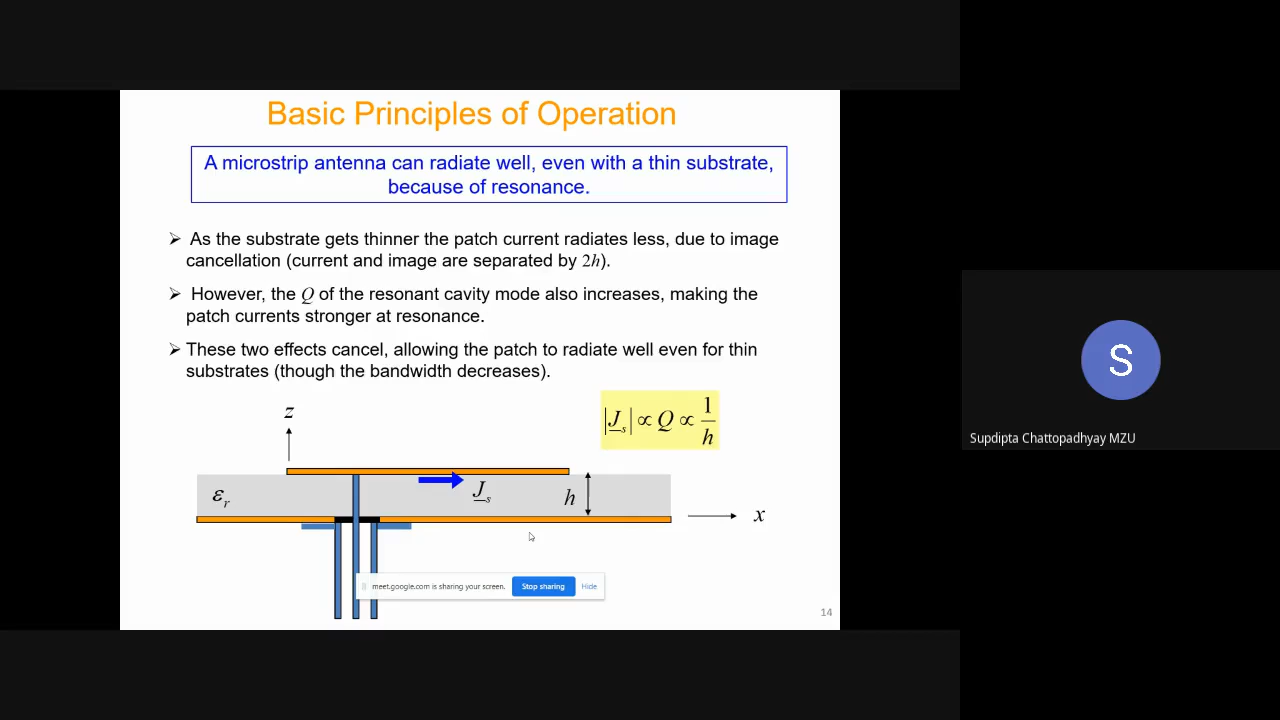 Basic Principles of Operation
A microstrip antenna can radiate well, even with a thin substrate,
because of resonance.
➢ As the substrate gets thinner the patch current radiates less, due to image
cancellation (current and image are separated by 2h).
➢ However, the Q of the resonant cavity mode also increases, making the
patch currents stronger at resonance.
➢ These two effects cancel, allowing the patch to radiate well even for thin
substrates (though the bandwidth decreases).
|J_s| ∝ Q ∝ 1/h
z
ε_r
J_s
h
x
meet.google.com is sharing your screen. Stop sharing Hide
14
S
Supdipta Chattopadhyay MZU